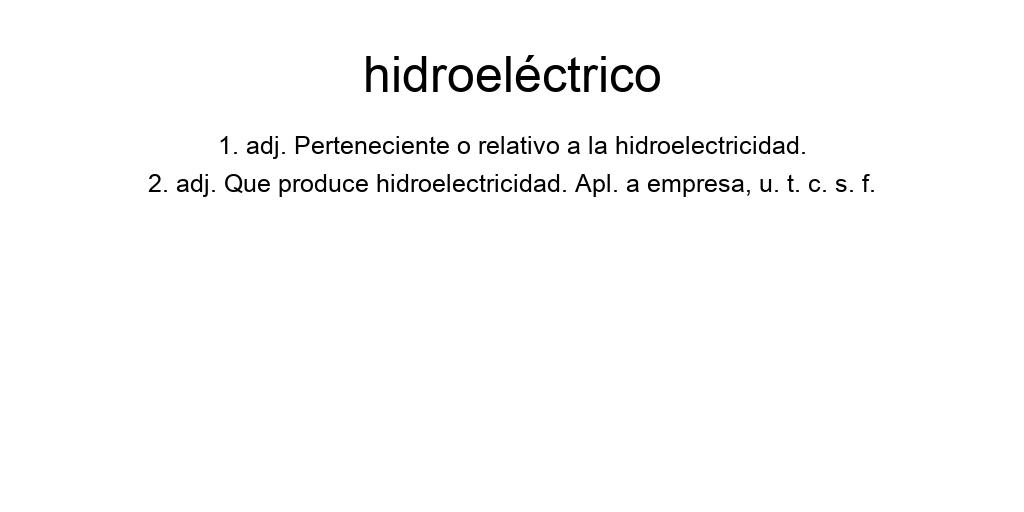 hidroeléctrico
1. adj. Perteneciente o relativo a la hidroelectricidad.
2. adj. Que produce hidroelectricidad. Apl. a empresa, u. t. c. s. f.